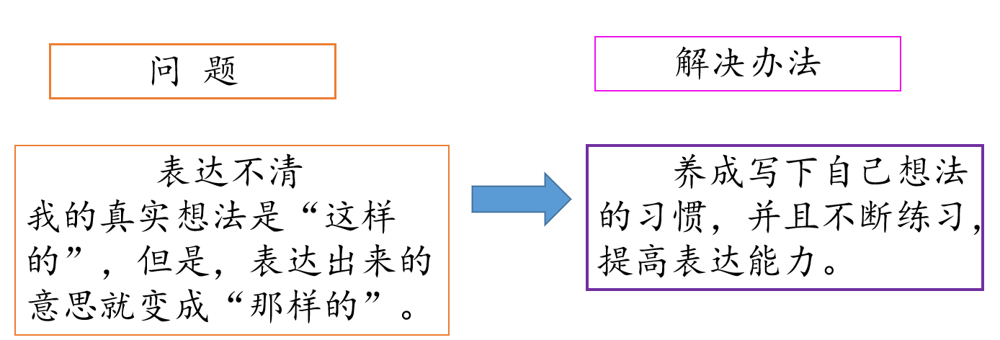 问 题
解决办法
表达不清
我的真实想法是“这样
的”，但是，表达出来的
意思就变成“那样的”。
养成写下自己想法
的习惯，并且不断练习，
提高表达能力。